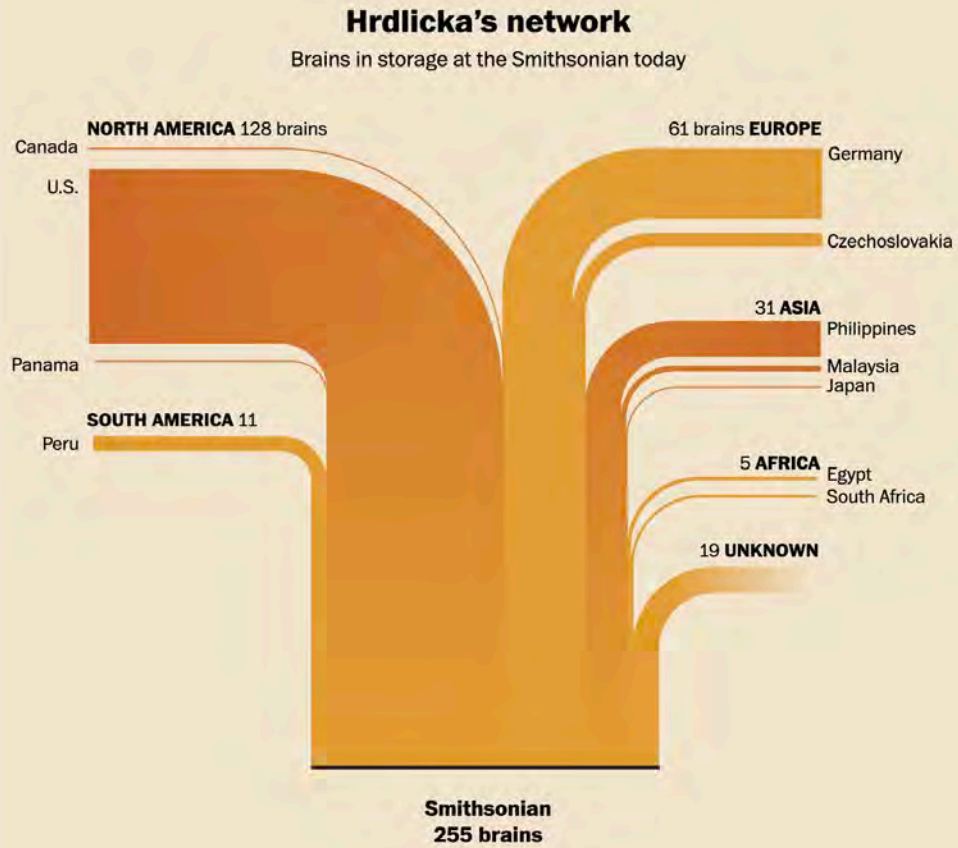 Hrdlicka's network
Brains in storage at the Smithsonian today
NORTH AMERICA 128 brains
Canada
U.S.
Panama
SOUTH AMERICA 11
Peru
61 brains EUROPE
Germany
Czechoslovakia
31 ASIA
Philippines
Malaysia
Japan
5 AFRICA
Egypt
South Africa
19 UNKNOWN
Smithsonian
255 brains